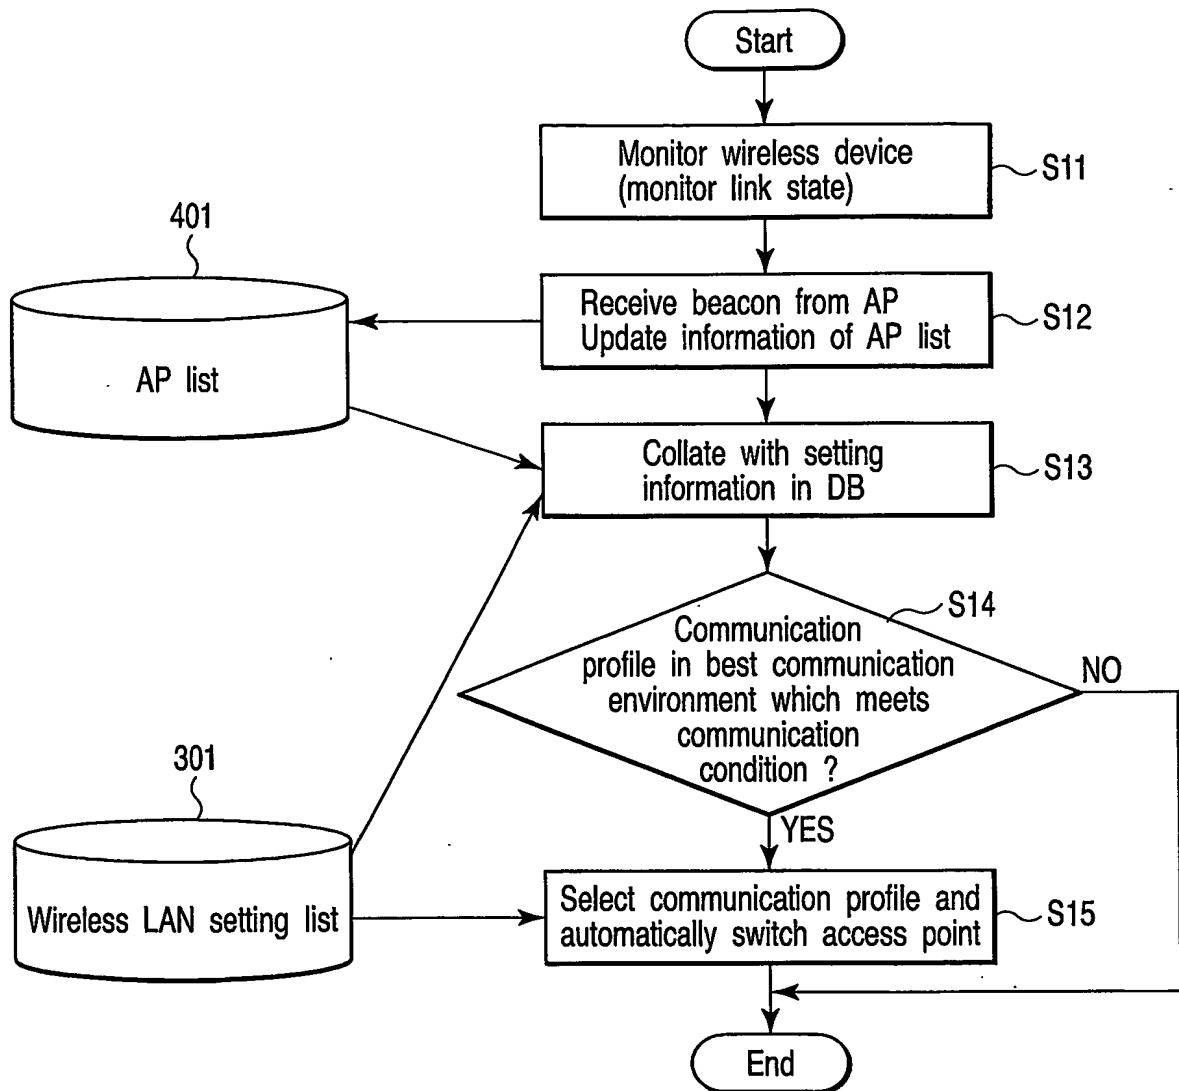 Start
Monitor wireless device
(monitor link state)
S11
401
AP list
Receive beacon from AP
Update information of AP list
S12
Collate with setting
information in DB
S13
S14
Communication
profile in best communication
environment which meets
communication
condition ?
NO
YES
301
Wireless LAN setting list
Select communication profile and
automatically switch access point
S15
End